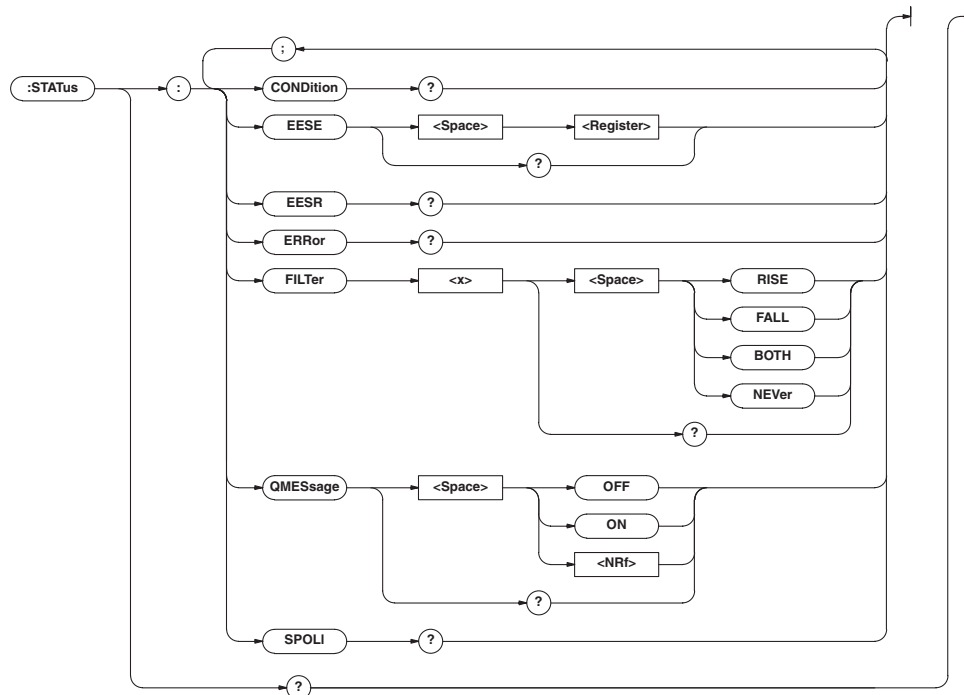 ;
:STATus
:
CONDition
?
EESE
<Space>
<Register>
?
EESR
?
ERRor
?
FILTer
<x>
<Space>
RISE
FALL
BOTH
NEVer
?
QMESsage
<Space>
OFF
ON
<NRf>
?
SPOLl
?
?